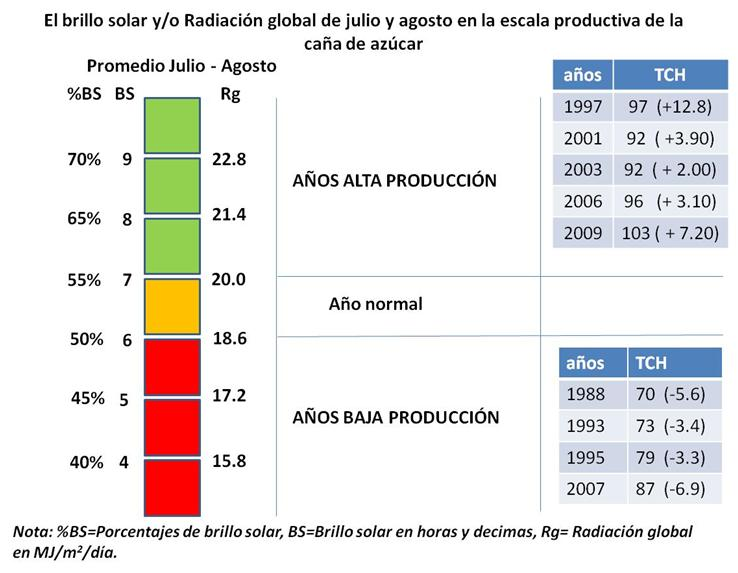 El brillo solar y/o Radiación global de julio y agosto en la escala productiva de la
caña de azúcar
Promedio Julio - Agosto
%BS BS Rg
70% 9 22.8
65% 8 21.4
55% 7 20.0
50% 6 18.6
45% 5 17.2
40% 4 15.8
AÑOS ALTA PRODUCCIÓN
Año normal
AÑOS BAJA PRODUCCIÓN
años TCH
1997 97 (+12.8)
2001 92 ( +3.90)
2003 92 ( + 2.00)
2006 96 (+ 3.10)
2009 103 ( + 7.20)
años TCH
1988 70 (-5.6)
1993 73 (-3.4)
1995 79 (-3.3)
2007 87 (-6.9)
Nota: %BS=Porcentajes de brillo solar, BS=Brillo solar en horas y decimas, Rg= Radiación global
en MJ/m²/día.